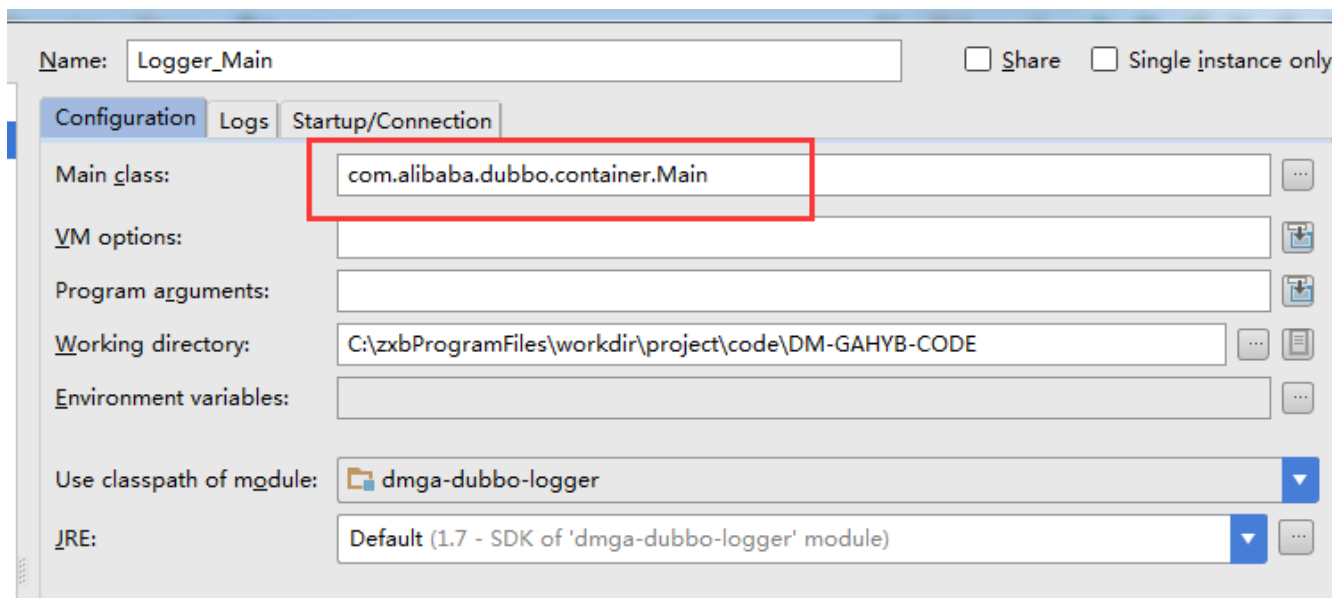 Name: Logger_Main Share Single instance only
Configuration Logs Startup/Connection
Main class: com.alibaba.dubbo.container.Main
VM options:
Program arguments:
Working directory: C:\zxbProgramFiles\workdir\project\code\DM-GAHYB-CODE
Environment variables:
Use classpath of module: dmga-dubbo-logger
JRE: Default (1.7 - SDK of 'dmga-dubbo-logger' module)